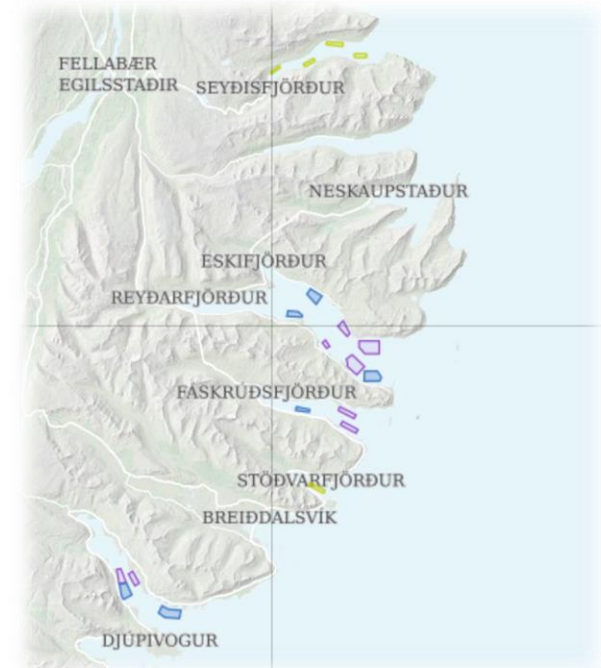 FELLABÆR
EGILSSTAÐIR
SEYÐISFJÖRÐUR
NESKAUPSTAÐUR
ESKIFJÖRÐUR
REYÐARFJÖRÐUR
FÁSKRÚÐSFJÖRÐUR
STÖÐVARFJÖRÐUR
BREIÐDALSVÍK
DJÚPIVOGUR